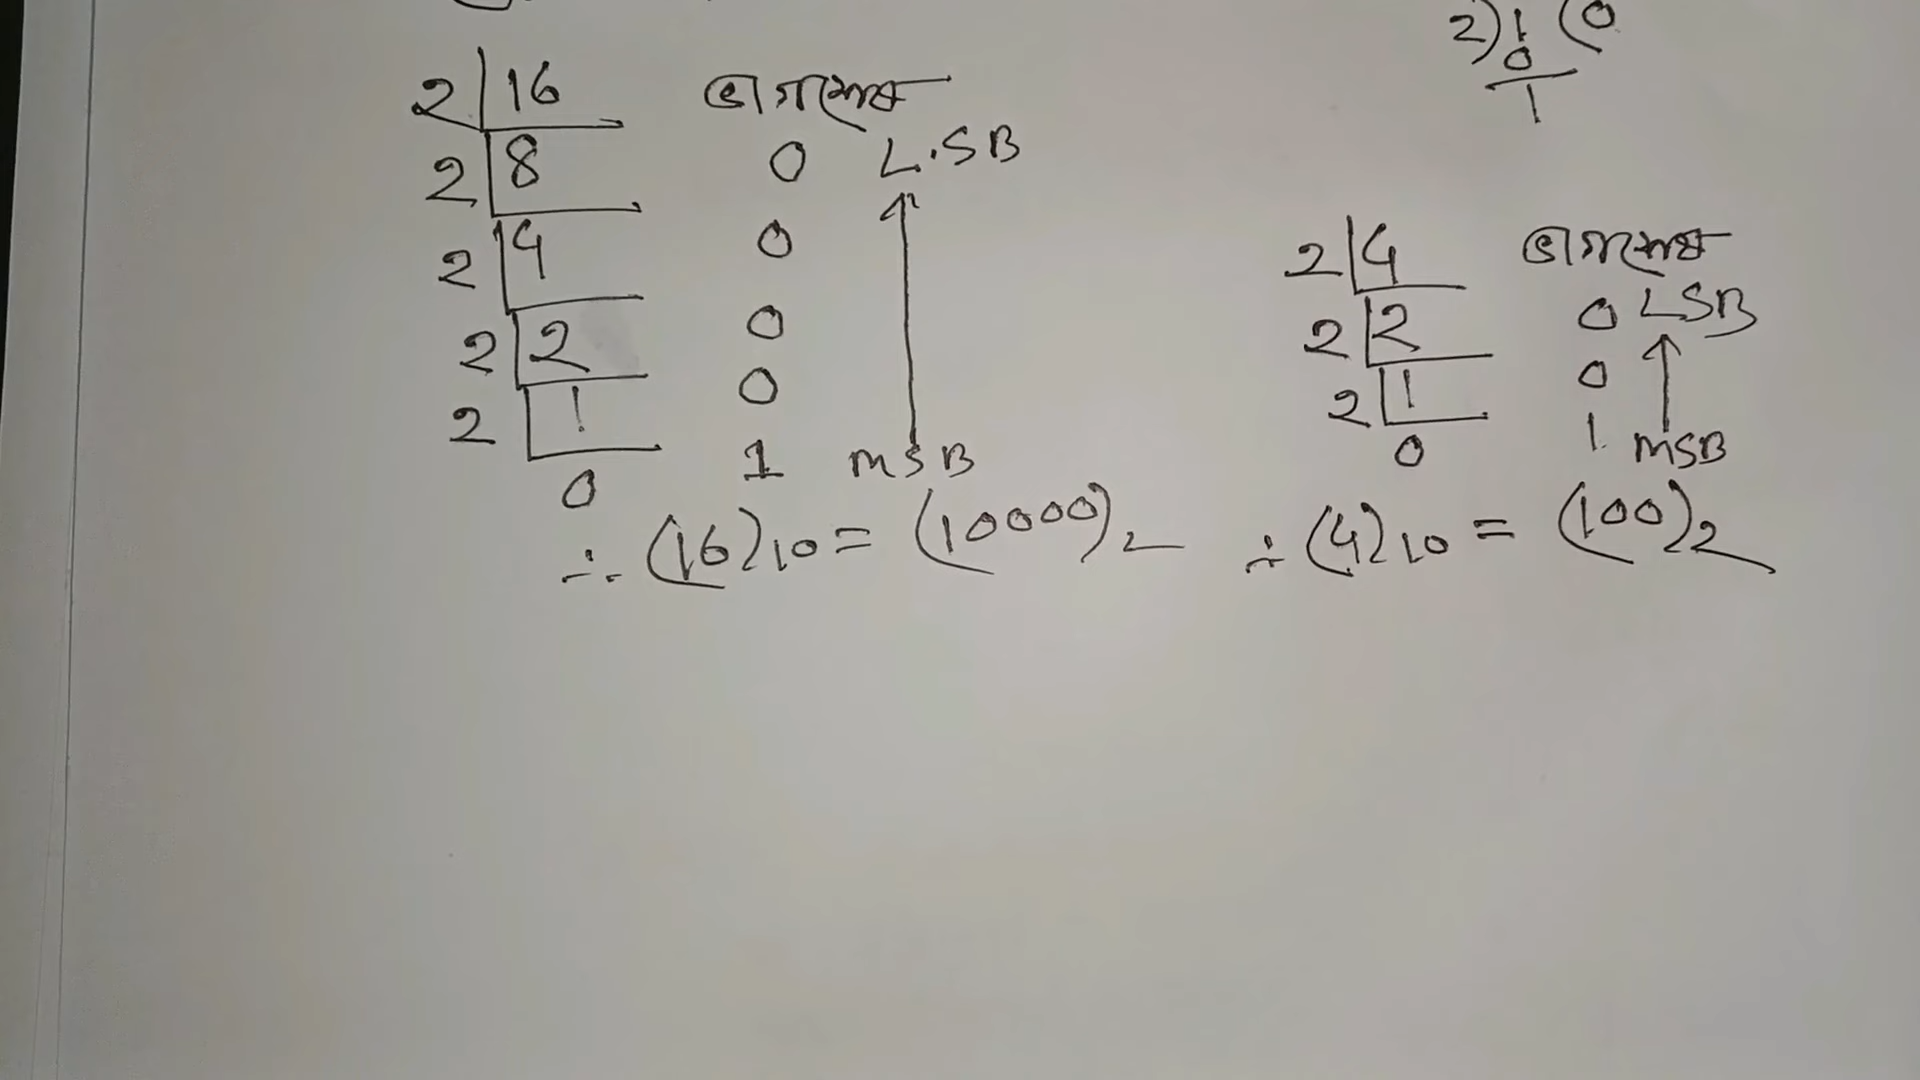 2) 1 (0
0
1
2 | 16 ভাগশেষ
2 | 8 0 L.SB
2 | 4 0
2 | 2 0
2 | 1 0
0 1 MSB
∴ (16)10 = (10000)2
2 | 4 ভাগশেষ
2 | 2 0 LSB
2 | 1 0
0 1 MSB
∴ (4)10 = (100)2